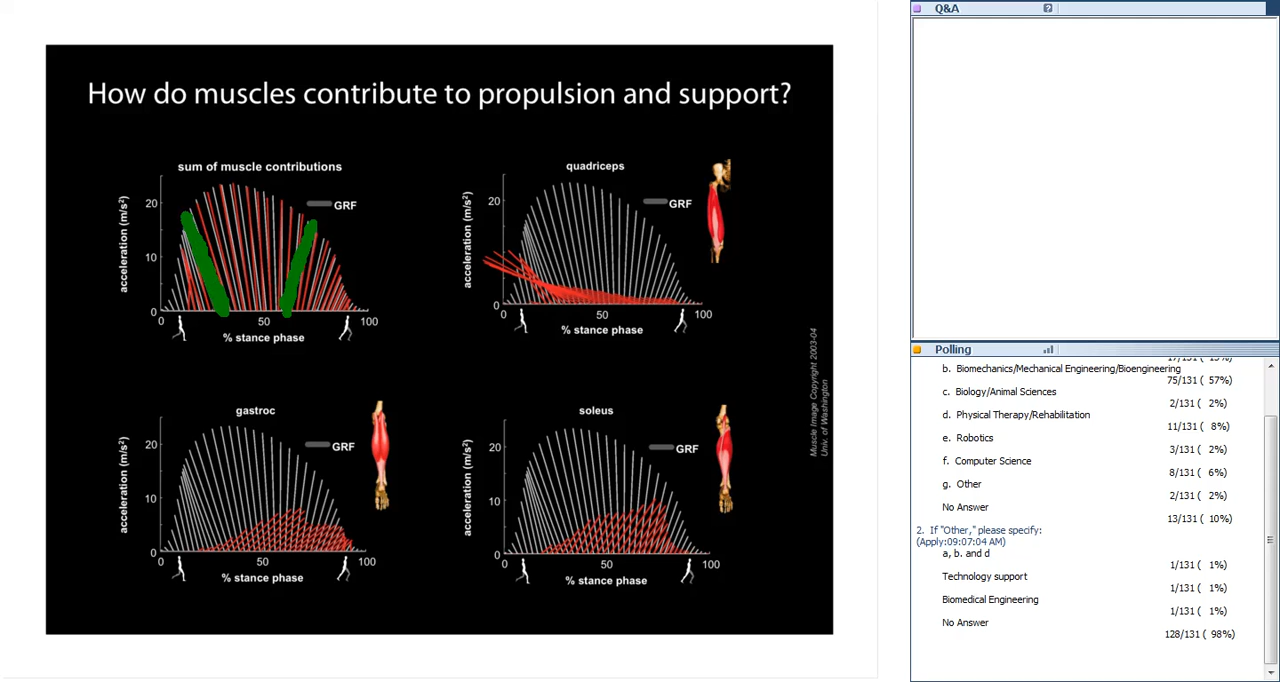 How do muscles contribute to propulsion and support?
sum of muscle contributions
acceleration (m/s²)
20
10
0
GRF
0 50 100
% stance phase
quadriceps
acceleration (m/s²)
20
10
0
GRF
0 50 100
% stance phase
gastroc
acceleration (m/s²)
20
10
0
GRF
0 50 100
% stance phase
soleus
acceleration (m/s²)
20
10
0
GRF
0 50 100
% stance phase
Muscle Image Copyright 2003-04
Univ. of Washington
Q&A
?
Polling
17/131 ( 13%)
b. Biomechanics/Mechanical Engineering/Bioengineering
75/131 ( 57%)
c. Biology/Animal Sciences
2/131 ( 2%)
d. Physical Therapy/Rehabilitation
11/131 ( 8%)
e. Robotics
3/131 ( 2%)
f. Computer Science
8/131 ( 6%)
g. Other
2/131 ( 2%)
No Answer
13/131 ( 10%)
2. If "Other," please specify:
(Apply:09:07:04 AM)
a, b. and d
1/131 ( 1%)
Technology support
1/131 ( 1%)
Biomedical Engineering
1/131 ( 1%)
No Answer
128/131 ( 98%)